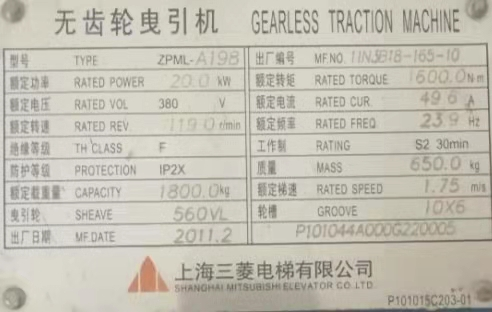 无齿轮曳引机 GEARLESS TRACTION MACHINE
型号 TYPE ZPML-A198 出厂编号 MF.NO. 11N5B18-165-10
额定功率 RATED POWER 20.0 kW 额定转矩 RATED TORQUE 1600.0 N·m
额定电压 RATED VOL 380 V 额定电流 RATED CUR. 49.6 A
额定转速 RATED REV. 119.0 r/min 额定频率 RATED FREQ 23.9 Hz
绝缘等级 TH CLASS F 工作制 RATING S2 30min
防护等级 PROTECTION IP2X 质量 MASS 650.0 kg
额定载重量 CAPACITY 1800.0 kg 额定梯速 RATED SPEED 1.75 m/s
曳引轮 SHEAVE 560VL 轮槽 GROOVE 10X6
出厂日期 MF.DATE 2011.2 P101044A000G220005
上海三菱电梯有限公司
SHANGHAI MITSUBISHI ELEVATOR CO.LTD.
P101015C203-01